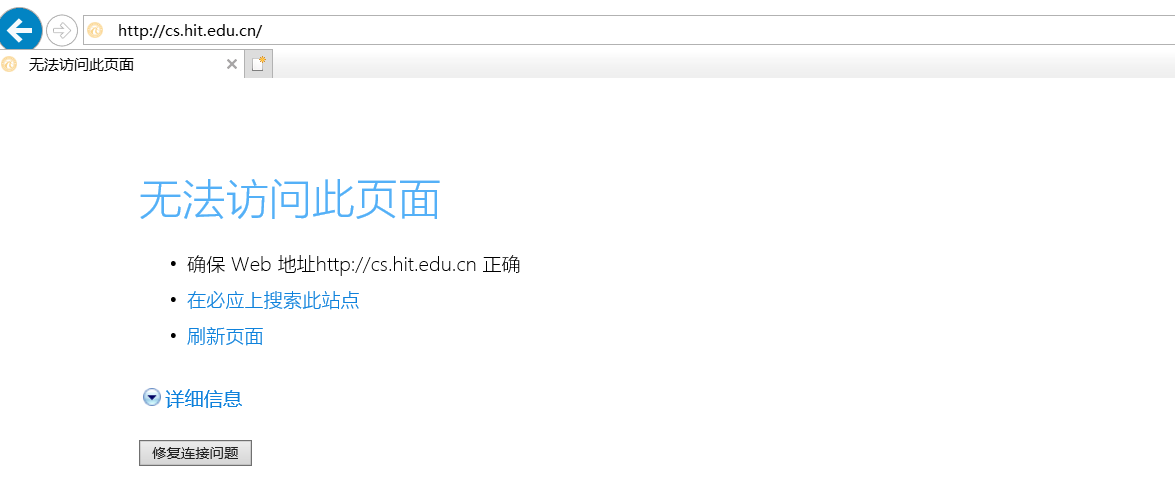 http://cs.hit.edu.cn/
无法访问此页面
无法访问此页面
确保 Web 地址http://cs.hit.edu.cn 正确
在必应上搜索此站点
刷新页面
详细信息
修复连接问题